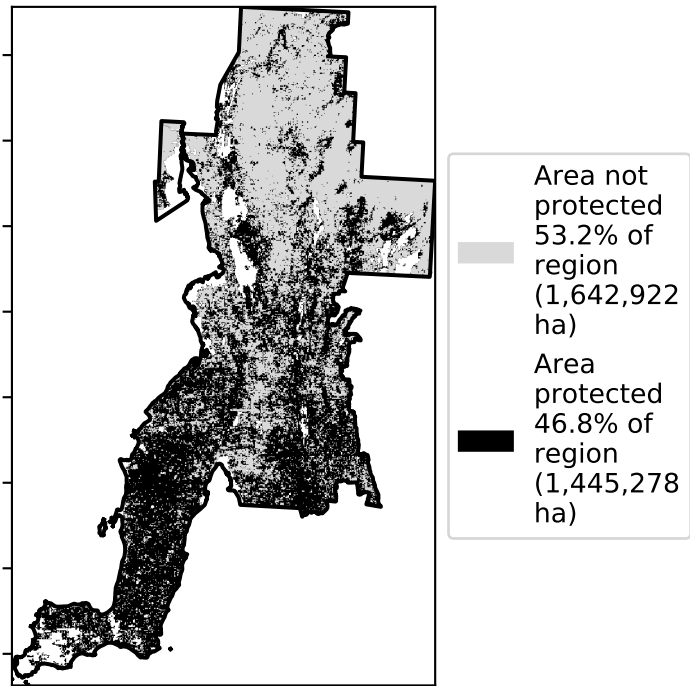 Area not
protected
53.2% of
region
(1,642,922
ha)
Area
protected
46.8% of
region
(1,445,278
ha)